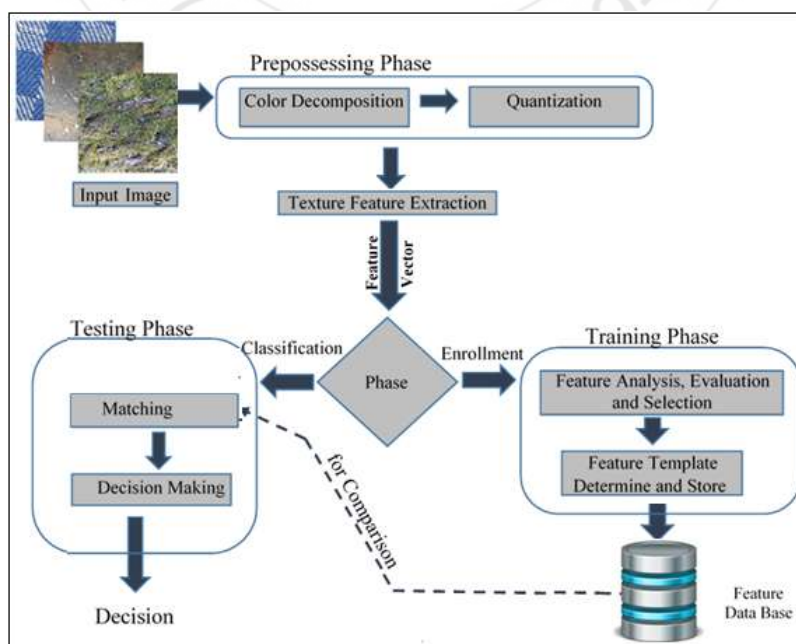 Prepossessing Phase
Color Decomposition
Quantization
Input Image
Texture Feature Extraction
Feature
Vector
Testing Phase
Classification
Phase
Enrollment
Training Phase
Matching
Decision Making
Decision
Feature Analysis, Evaluation
and Selection
Feature Template
Determine and Store
for Comparison
Feature
Data Base